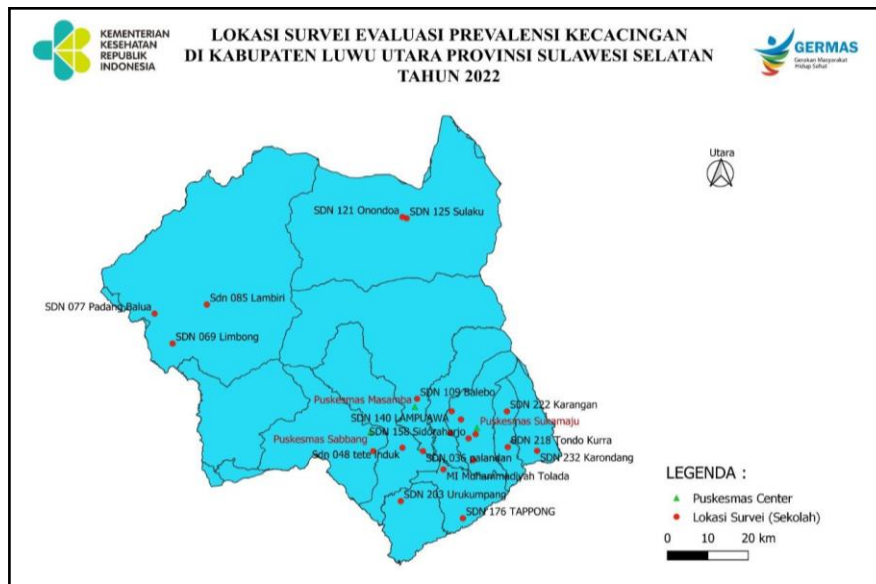 KEMENTERIAN
KESEHATAN
REPUBLIK
INDONESIA
LOKASI SURVEI EVALUASI PREVALENSI KECACINGAN
DI KABUPATEN LUWU UTARA PROVINSI SULAWESI SELATAN
TAHUN 2022
GERMAS
Gerakan Masyarakat
Hidup Sehat
Utara
SDN 121 Onondoa
SDN 125 Sulaku
Sdn 085 Lambiri
SDN 077 Padang Balua
SDN 069 Limbong
SDN 109 Balebo
Puskesmas Masamba
SDN 222 Karangan
SDN 140 LAMPUAWA
Puskesmas Sukamaju
SDN 158 Sidoraharjo
Puskesmas Sabbang
SDN 218 Tondo Kurra
Sdn 048 tete induk
SDN 036 palandan
SDN 232 Karondang
MI Muhammadiyah Tolada
SDN 203 Urukumpang
SDN 176 TAPPONG
LEGENDA :
Puskesmas Center
Lokasi Survei (Sekolah)
0 10 20 km